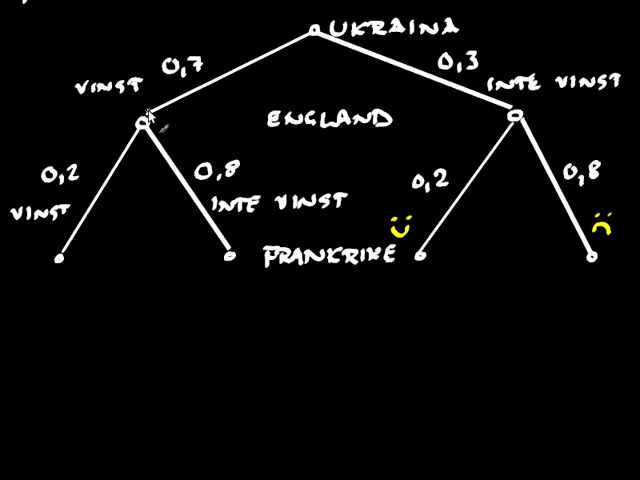 UKRAINA
0,7
0,3
VINST
INTE VINST
ENGLAND
0,2
0,8
0,2
0,8
VINST
INTE VINST
FRANKRIKE